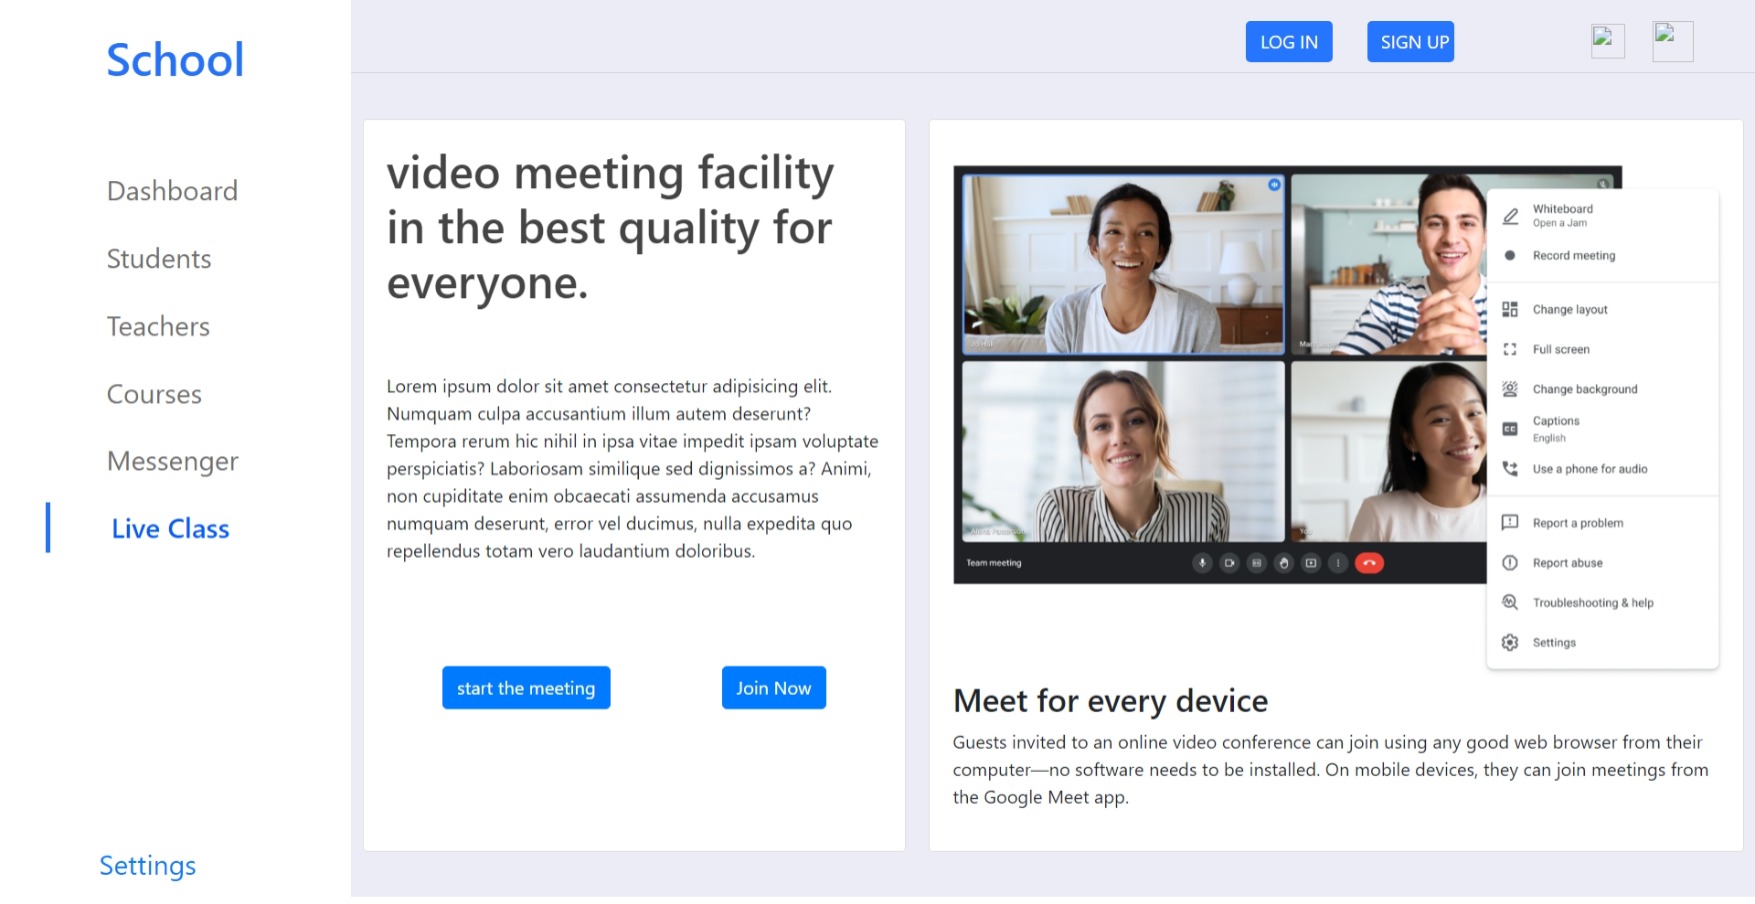 School
LOG IN
SIGN UP
Dashboard
Students
Teachers
Courses
Messenger
Live Class
Settings
video meeting facility
in the best quality for
everyone.
Lorem ipsum dolor sit amet consectetur adipisicing elit.
Numquam culpa accusantium illum autem deserunt?
Tempora rerum hic nihil in ipsa vitae impedit ipsam voluptate
perspiciatis? Laboriosam similique sed dignissimos a? Animi,
non cupiditate enim obcaecati assumenda accusamus
numquam deserunt, error vel ducimus, nulla expedita quo
repellendus totam vero laudantium doloribus.
start the meeting
Join Now
Team meeting
Whiteboard
Open a Jam
Record meeting
Change layout
Full screen
Change background
Captions
English
Use a phone for audio
Report a problem
Report abuse
Troubleshooting & help
Settings
Meet for every device
Guests invited to an online video conference can join using any good web browser from their
computer—no software needs to be installed. On mobile devices, they can join meetings from
the Google Meet app.